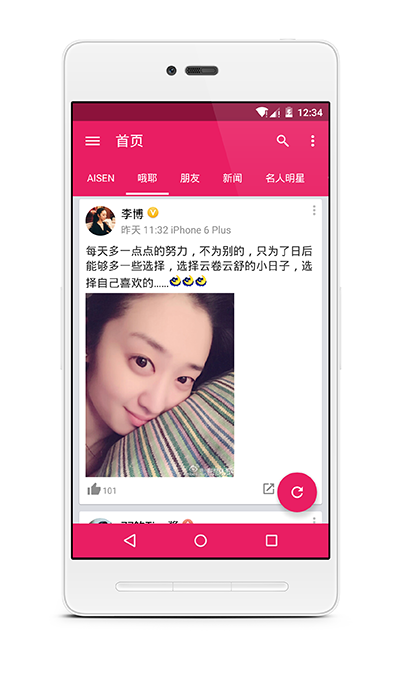 12:34
首页
AISEN
哦耶
朋友
新闻
名人明星
李博
昨天 11:32 iPhone 6 Plus
每天多一点点的努力，不为别的，只为了日后
能够多一些选择，选择云卷云舒的小日子，选
择自己喜欢的......
101